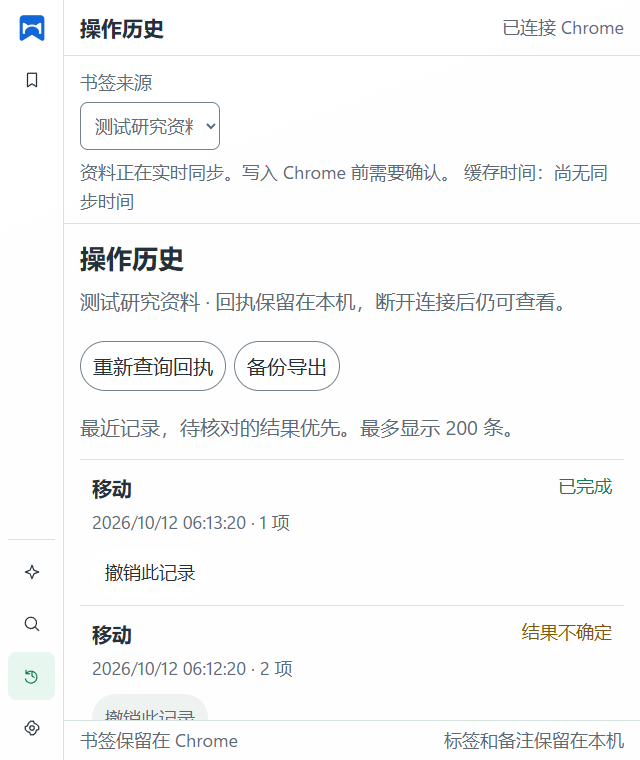 操作历史
已连接 Chrome
书签来源
测试研究资料
资料正在实时同步。写入 Chrome 前需要确认。 缓存时间：尚无同
步时间
操作历史
测试研究资料 · 回执保留在本机，断开连接后仍可查看。
重新查询回执
备份导出
最近记录，待核对的结果优先。最多显示 200 条。
移动
已完成
2026/10/12 06:13:20 · 1 项
撤销此记录
移动
结果不确定
2026/10/12 06:12:20 · 2 项
撤销此记录
书签保留在 Chrome
标签和备注保留在本机